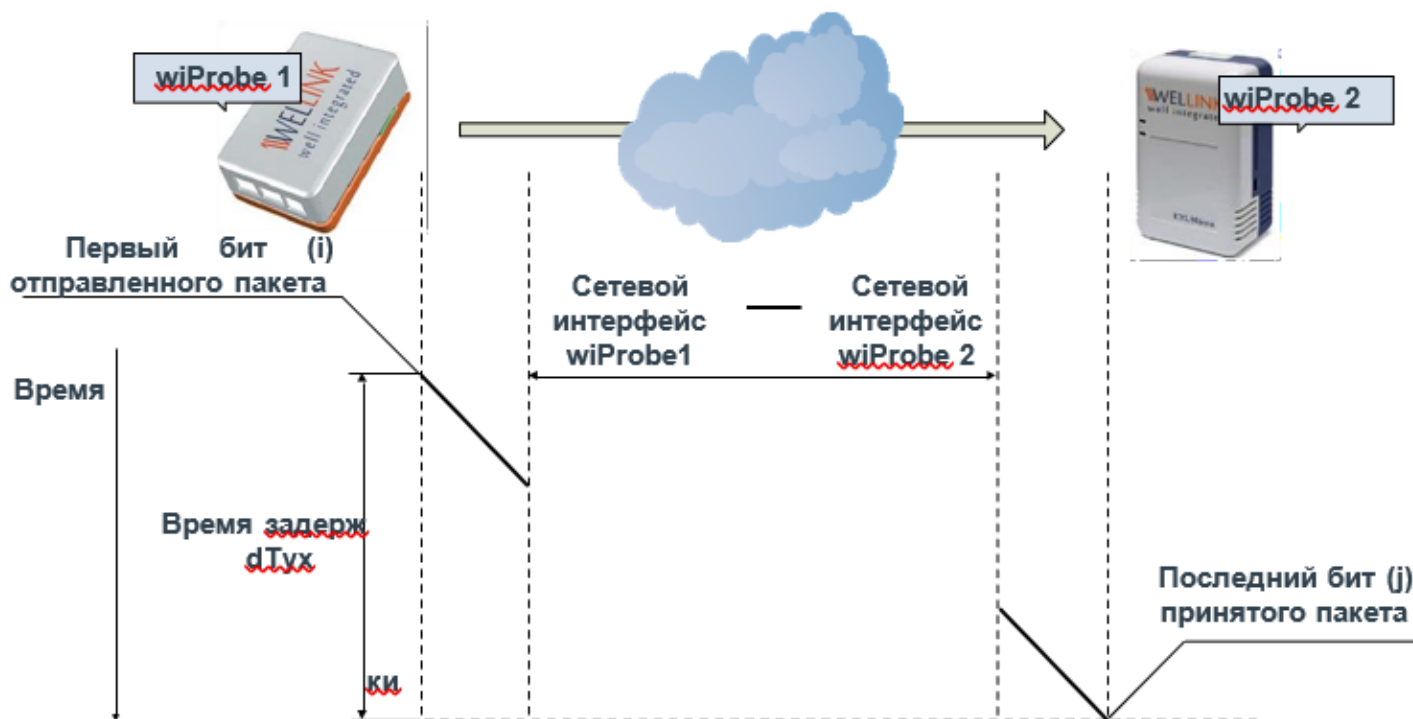 wiProbe 1
WELLINK
well integrated
WELLINK
well integrated
wiProbe 2
Первый бит (i)
отправленного пакета
Сетевой
интерфейс
wiProbe1
Сетевой
интерфейс
wiProbe 2
Время
Время задерж
dTyx
ки
Последний бит (j)
принятого пакета